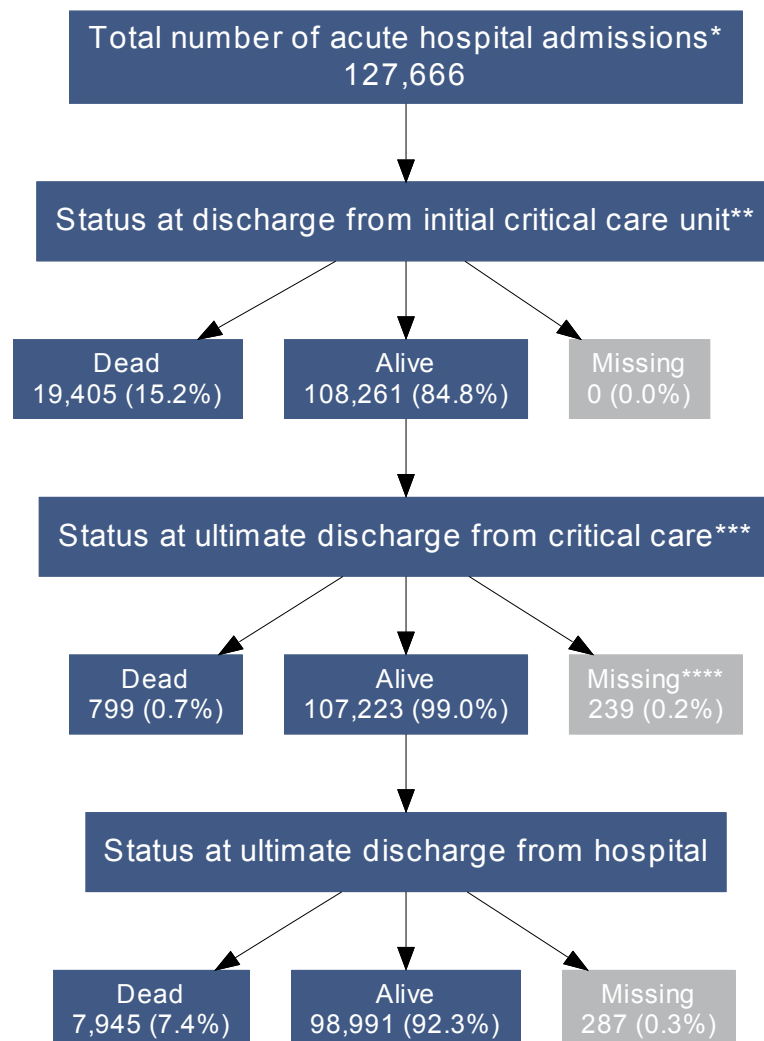 Total number of acute hospital admissions*
127,666
Status at discharge from initial critical care unit**
Dead
19,405 (15.2%)
Alive
108,261 (84.8%)
Missing
0 (0.0%)
Status at ultimate discharge from critical care***
Dead
799 (0.7%)
Alive
107,223 (99.0%)
Missing****
239 (0.2%)
Status at ultimate discharge from hospital
Dead
7,945 (7.4%)
Alive
98,991 (92.3%)
Missing
287 (0.3%)